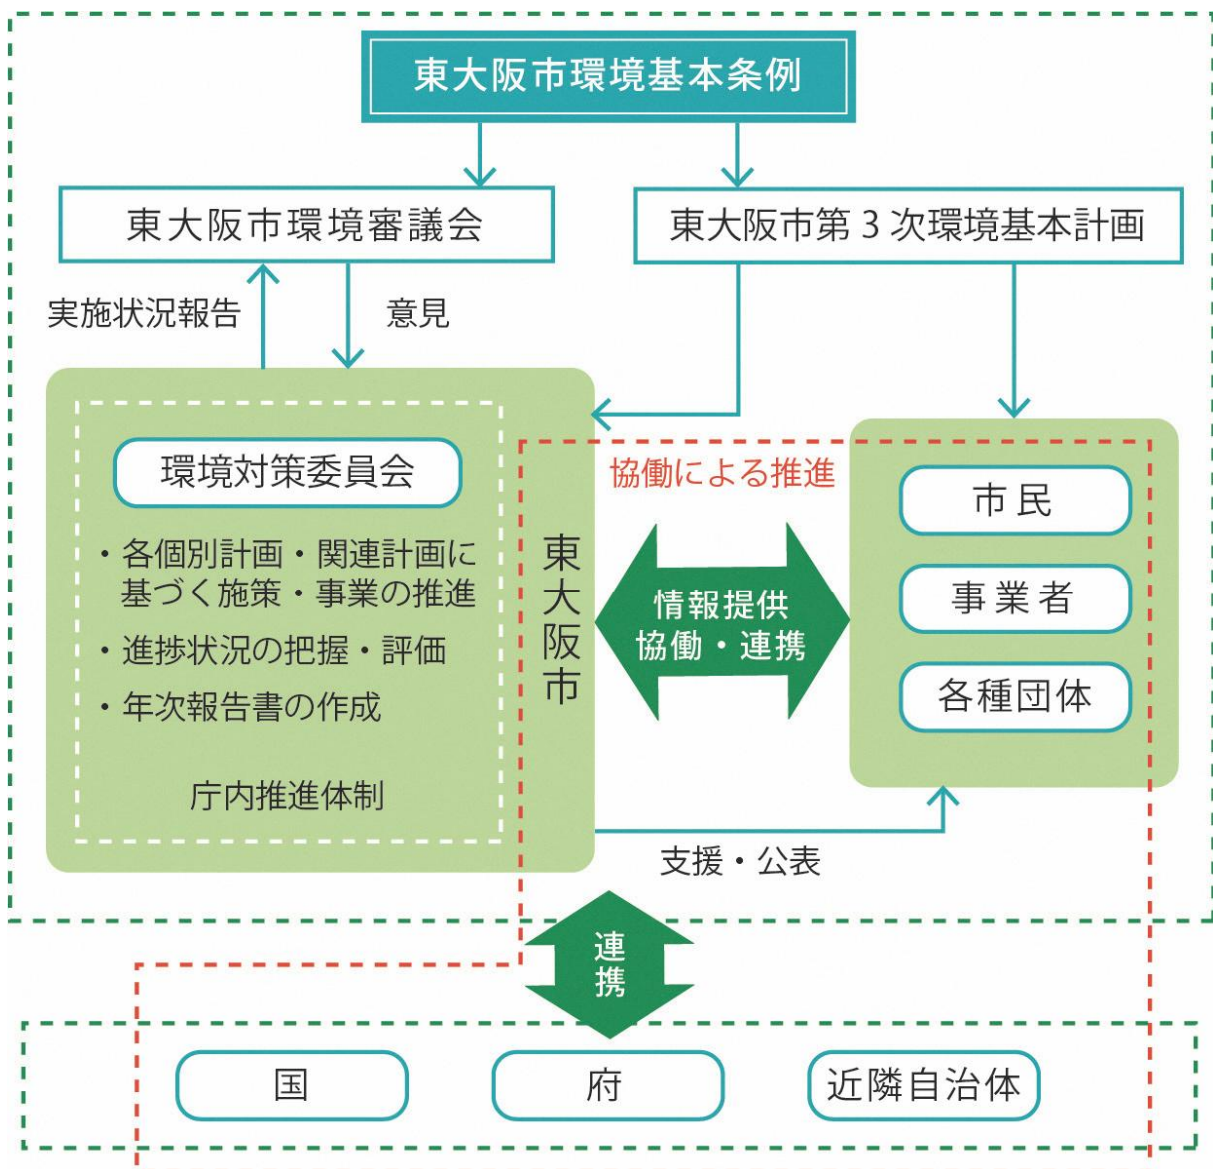 東大阪市環境基本条例
東大阪市環境審議会
東大阪市第3次環境基本計画
実施状況報告
意見
環境対策委員会
・各個別計画・関連計画に
基づく施策・事業の推進
・進捗状況の把握・評価
・年次報告書の作成
庁内推進体制
東大阪市
協働による推進
情報提供
協働・連携
市民
事業者
各種団体
支援・公表
連携
国
府
近隣自治体